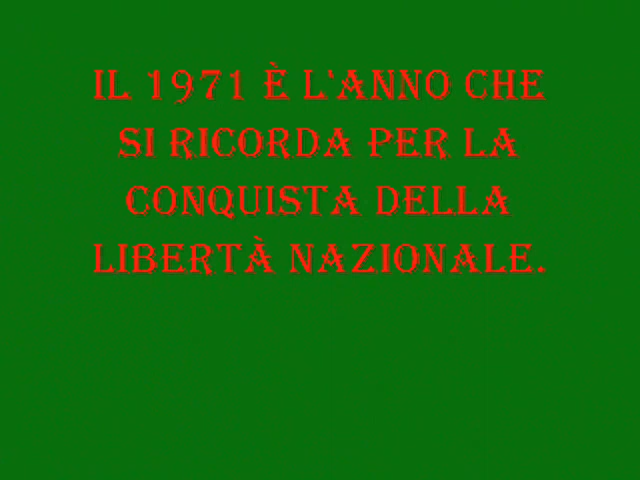 IL 1971 È L'ANNO CHE
SI RICORDA PER LA
CONQUISTA DELLA
LIBERTÀ NAZIONALE.